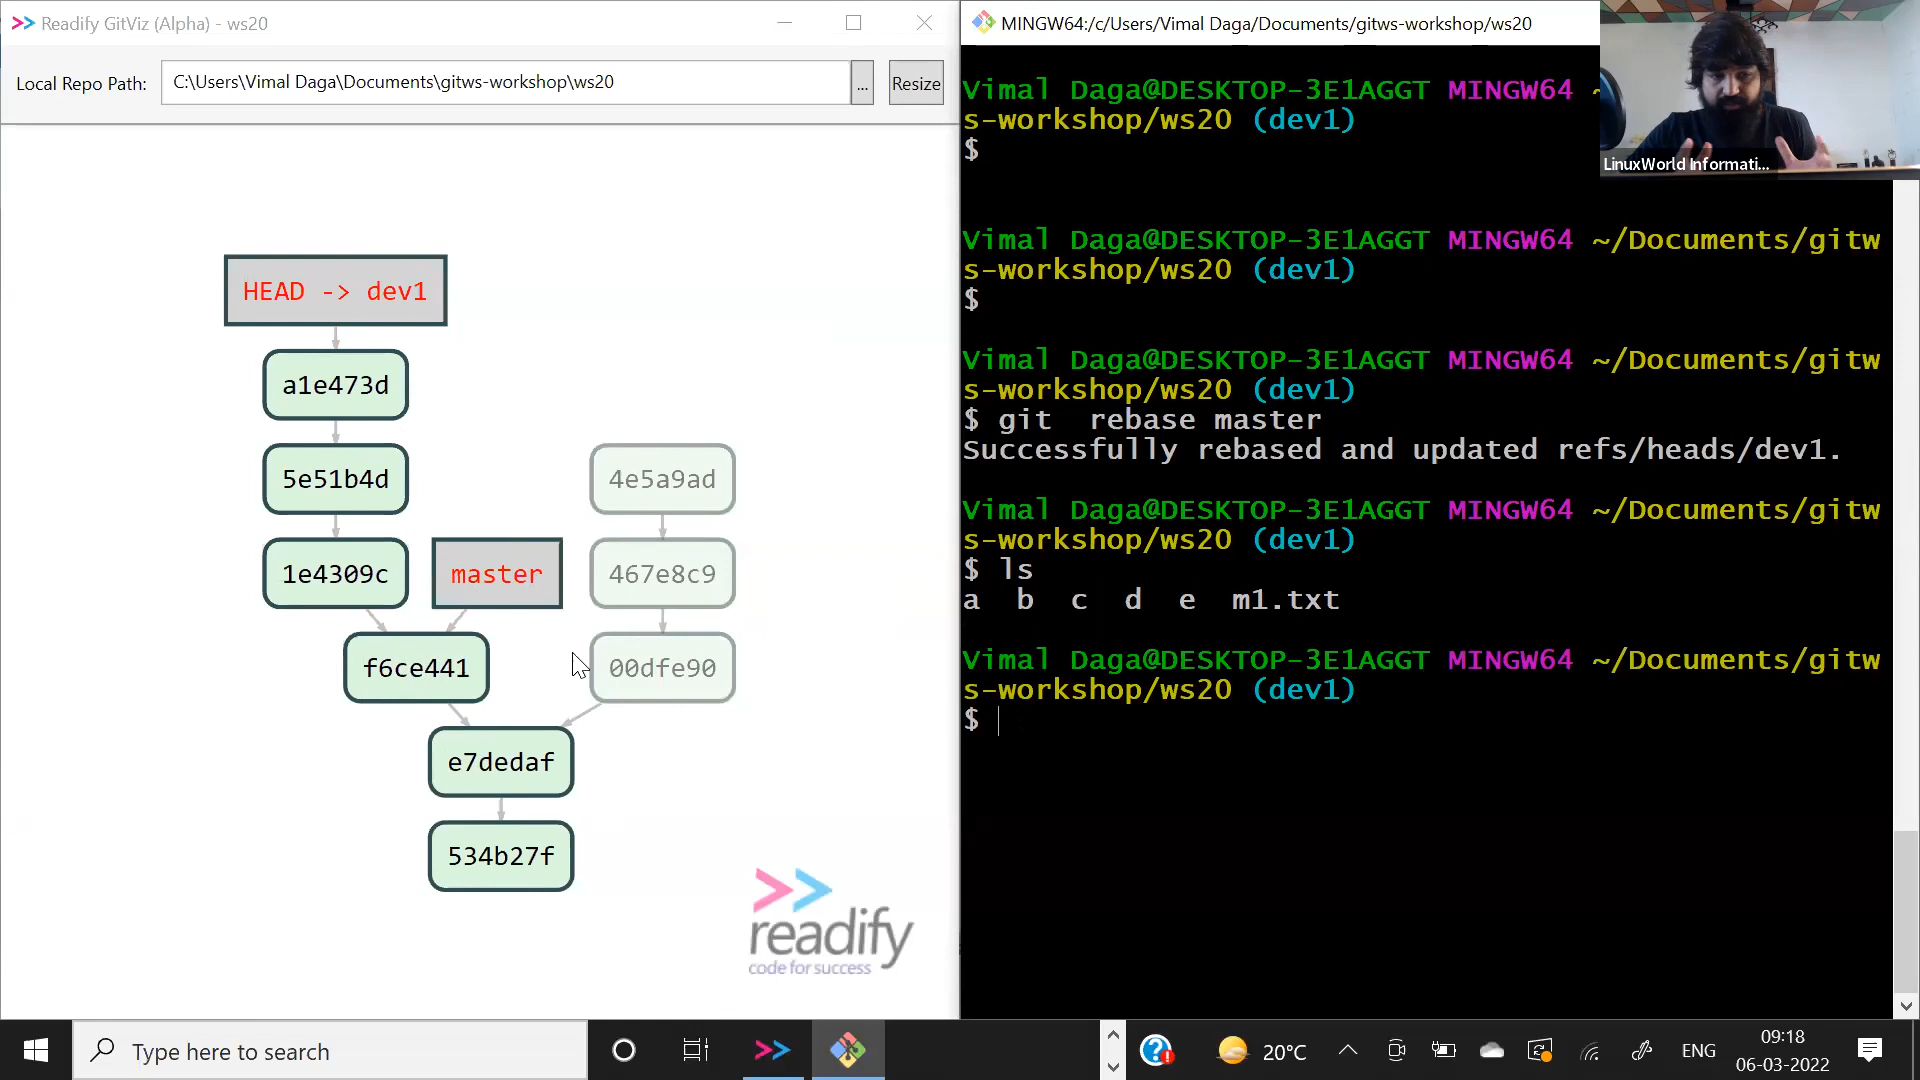 Readify GitViz (Alpha) - ws20
Local Repo Path:
C:\Users\Vimal Daga\Documents\gitws-workshop\ws20
...
Resize
HEAD -> dev1
a1e473d
5e51b4d
4e5a9ad
1e4309c
master
467e8c9
f6ce441
00dfe90
e7dedaf
534b27f
readify
code for success
MINGW64:/c/Users/Vimal Daga/Documents/gitws-workshop/ws20
Vimal Daga@DESKTOP-3E1AGGT MINGW64 ~
s-workshop/ws20 (dev1)
$
LinuxWorld Informati...
Vimal Daga@DESKTOP-3E1AGGT MINGW64 ~/Documents/gitw
s-workshop/ws20 (dev1)
$
Vimal Daga@DESKTOP-3E1AGGT MINGW64 ~/Documents/gitw
s-workshop/ws20 (dev1)
$ git  rebase master
Successfully rebased and updated refs/heads/dev1.
Vimal Daga@DESKTOP-3E1AGGT MINGW64 ~/Documents/gitw
s-workshop/ws20 (dev1)
$ ls
a  b  c  d  e  m1.txt
Vimal Daga@DESKTOP-3E1AGGT MINGW64 ~/Documents/gitw
s-workshop/ws20 (dev1)
$
Type here to search
20°C
ENG
09:18
06-03-2022